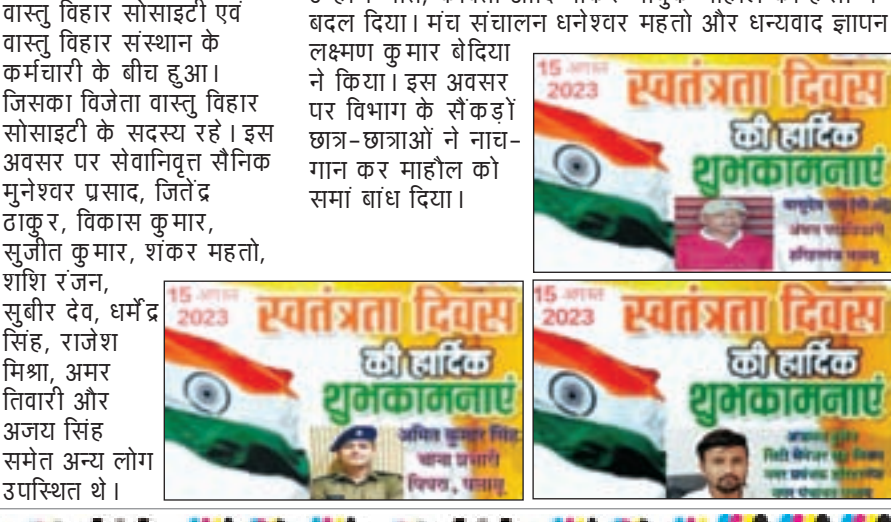 वास्तु विहार सोसाइटी एवं
वास्तु विहार संस्थान के
कर्मचारी के बीच हुआ।
जिसका विजेता वास्तु विहार
सोसाइटी के सदस्य रहे। इस
अवसर पर सेवानिवृत्त सैनिक
मुनेश्वर प्रसाद, जितेंद्र
ठाकुर, विकास कुमार,
सुजीत कुमार, शंकर महतो,
शशि रंजन,
सुबीर देव, धर्मेंद्र
सिंह, राजेश
मिश्रा, अमर
तिवारी और
अजय सिंह
समेत अन्य लोग
उपस्थित थे।
बदल दिया। मंच संचालन धनेश्वर महतो और धन्यवाद ज्ञापन
लक्ष्मण कुमार बेदिया
ने किया। इस अवसर
पर विभाग के सैंकड़ों
छात्र-छात्राओं ने नाच-
गान कर माहौल को
समां बांध दिया।
15 अगस्त
2023
स्वतंत्रता दिवस
की हार्दिक
शुभकामनाएं
15 अगस्त
2023
स्वतंत्रता दिवस
की हार्दिक
शुभकामनाएं
अमित कुमार सिंह
थाना प्रभारी
पिपरा, पलामू
15 अगस्त
2023
स्वतंत्रता दिवस
की हार्दिक
शुभकामनाएं